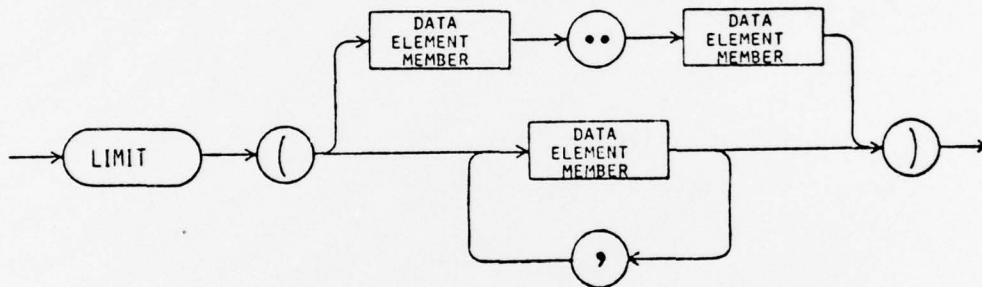 DATA
ELEMENT
MEMBER
••
DATA
ELEMENT
MEMBER
LIMIT
(
DATA
ELEMENT
MEMBER
)
,